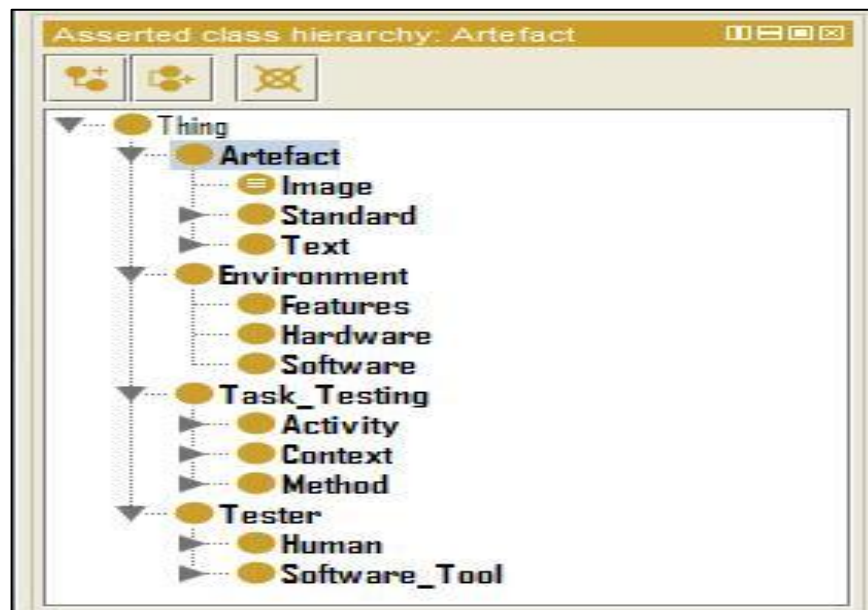 Asserted class hierarchy: Artefact
Thing
Artefact
Image
Standard
Text
Environment
Features
Hardware
Software
Task_Testing
Activity
Context
Method
Tester
Human
Software_Tool